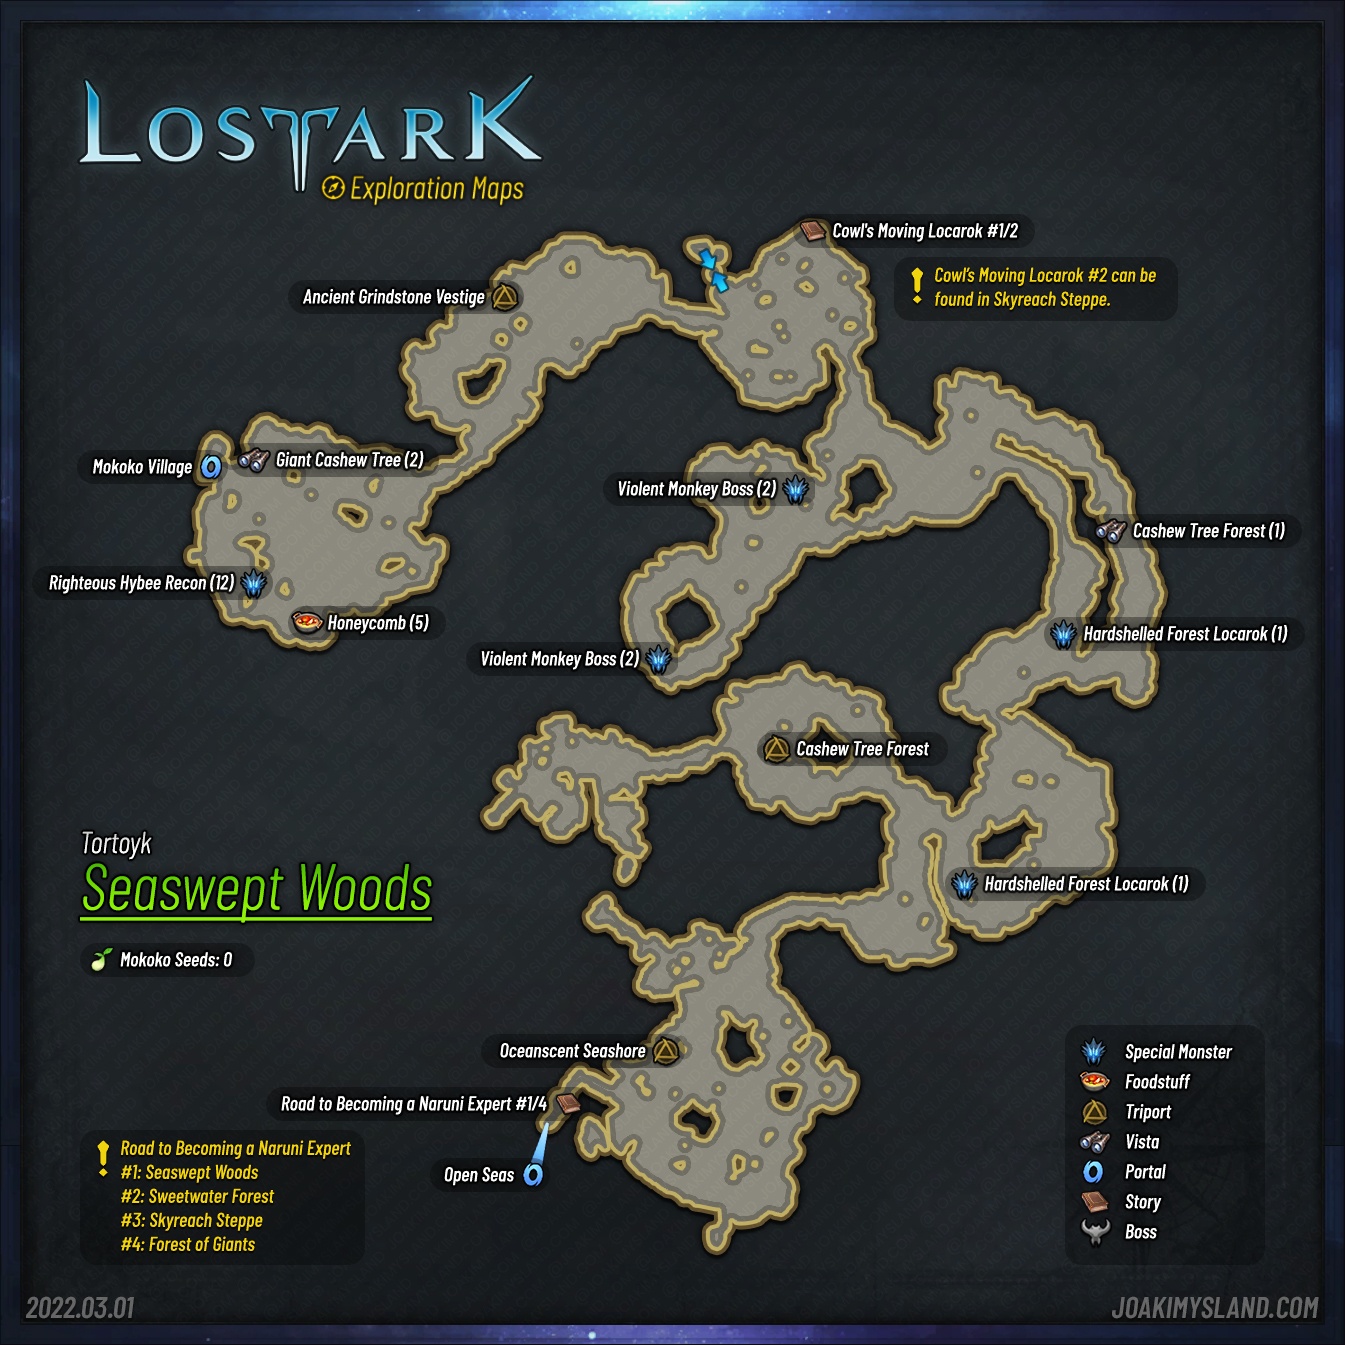 LOSTARK
Exploration Maps
Cowl's Moving Locarok #1/2
Cowl's Moving Locarok #2 can be
found in Skyreach Steppe.
Ancient Grindstone Vestige
Mokoko Village
Giant Cashew Tree (2)
Violent Monkey Boss (2)
Cashew Tree Forest (1)
Righteous Hybee Recon (12)
Honeycomb (5)
Hardshelled Forest Locarok (1)
Violent Monkey Boss (2)
Cashew Tree Forest
Tortoyk
Seaswept Woods
Hardshelled Forest Locarok (1)
Mokoko Seeds: 0
Oceanscent Seashore
Road to Becoming a Naruni Expert #1/4
Open Seas
Road to Becoming a Naruni Expert
#1: Seaswept Woods
#2: Sweetwater Forest
#3: Skyreach Steppe
#4: Forest of Giants
Special Monster
Foodstuff
Triport
Vista
Portal
Story
Boss
2022.03.01
JOAKIMYSLAND.COM